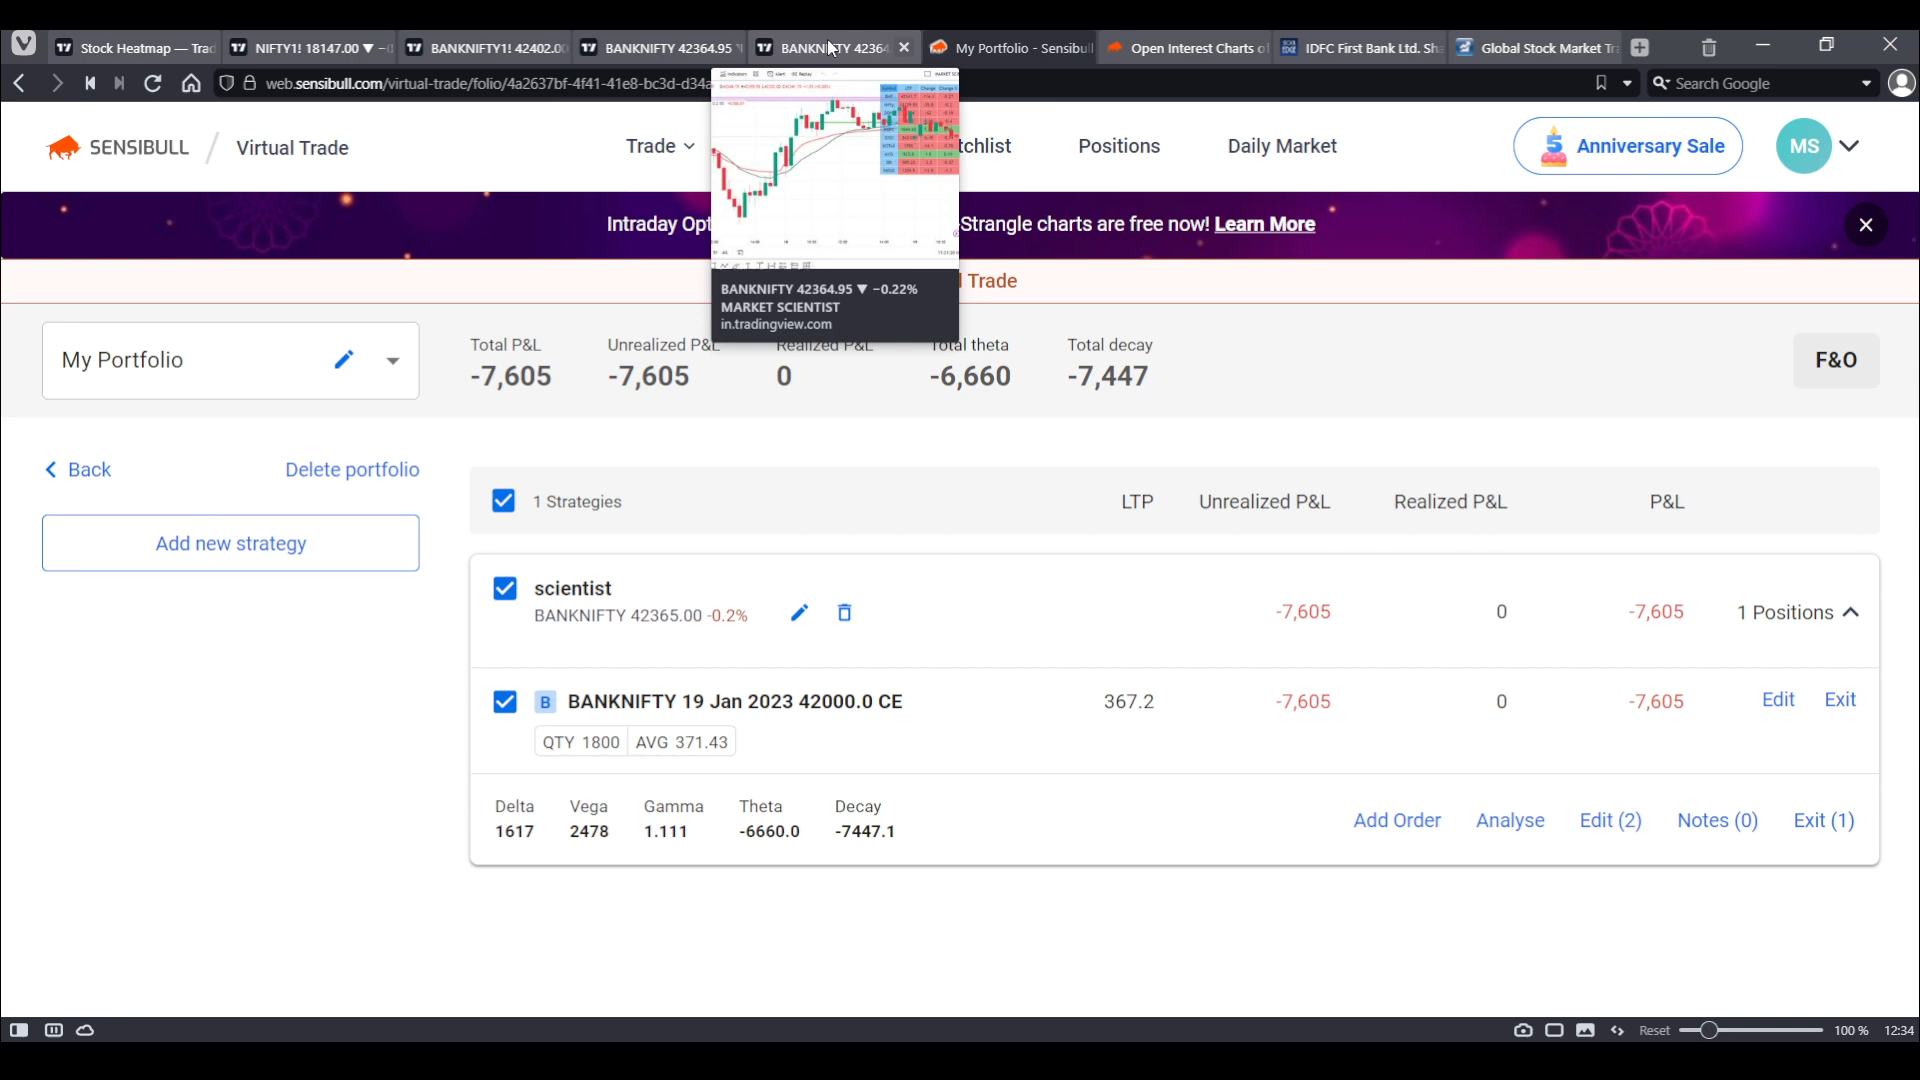 Stock Heatmap — Trad
NIFTY1! 18147.00 ▼ −0
BANKNIFTY1! 42402.00
BANKNIFTY 42364.95
BANKNIFTY 42364
My Portfolio - Sensibull
Open Interest Charts o
IDFC First Bank Ltd. Sha
Global Stock Market Tr
web.sensibull.com/virtual-trade/folio/4a2637bf-4f41-41e8-bc3d-d34a
Search Google
SENSIBULL / Virtual Trade
Trade
tchlist
Positions
Daily Market
5 Anniversary Sale
MS
Intraday Opt
Strangle charts are free now! Learn More
BANKNIFTY 42364.95 ▼ −0.22%
MARKET SCIENTIST
in.tradingview.com
Trade
My Portfolio
Total P&L
Unrealized P&L
Realized P&L
Total theta
Total decay
-7,605
-7,605
0
-6,660
-7,447
F&O
Back
Delete portfolio
Add new strategy
1 Strategies
LTP
Unrealized P&L
Realized P&L
P&L
scientist
BANKNIFTY 42365.00 -0.2%
-7,605
0
-7,605
1 Positions
B BANKNIFTY 19 Jan 2023 42000.0 CE
367.2
-7,605
0
-7,605
Edit
Exit
QTY 1800 AVG 371.43
Delta
Vega
Gamma
Theta
Decay
1617
2478
1.111
-6660.0
-7447.1
Add Order
Analyse
Edit (2)
Notes (0)
Exit (1)
Reset
100 %
12:34